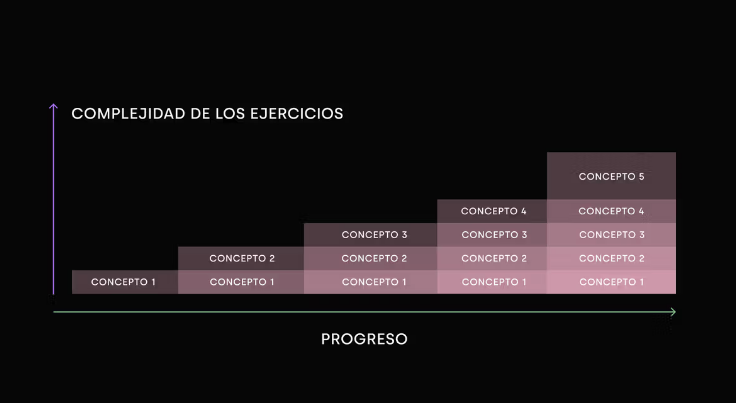 COMPLEJIDAD DE LOS EJERCICIOS
CONCEPTO 5
CONCEPTO 4 CONCEPTO 4
CONCEPTO 3 CONCEPTO 3 CONCEPTO 3
CONCEPTO 2 CONCEPTO 2 CONCEPTO 2 CONCEPTO 2
CONCEPTO 1 CONCEPTO 1 CONCEPTO 1 CONCEPTO 1 CONCEPTO 1
PROGRESO